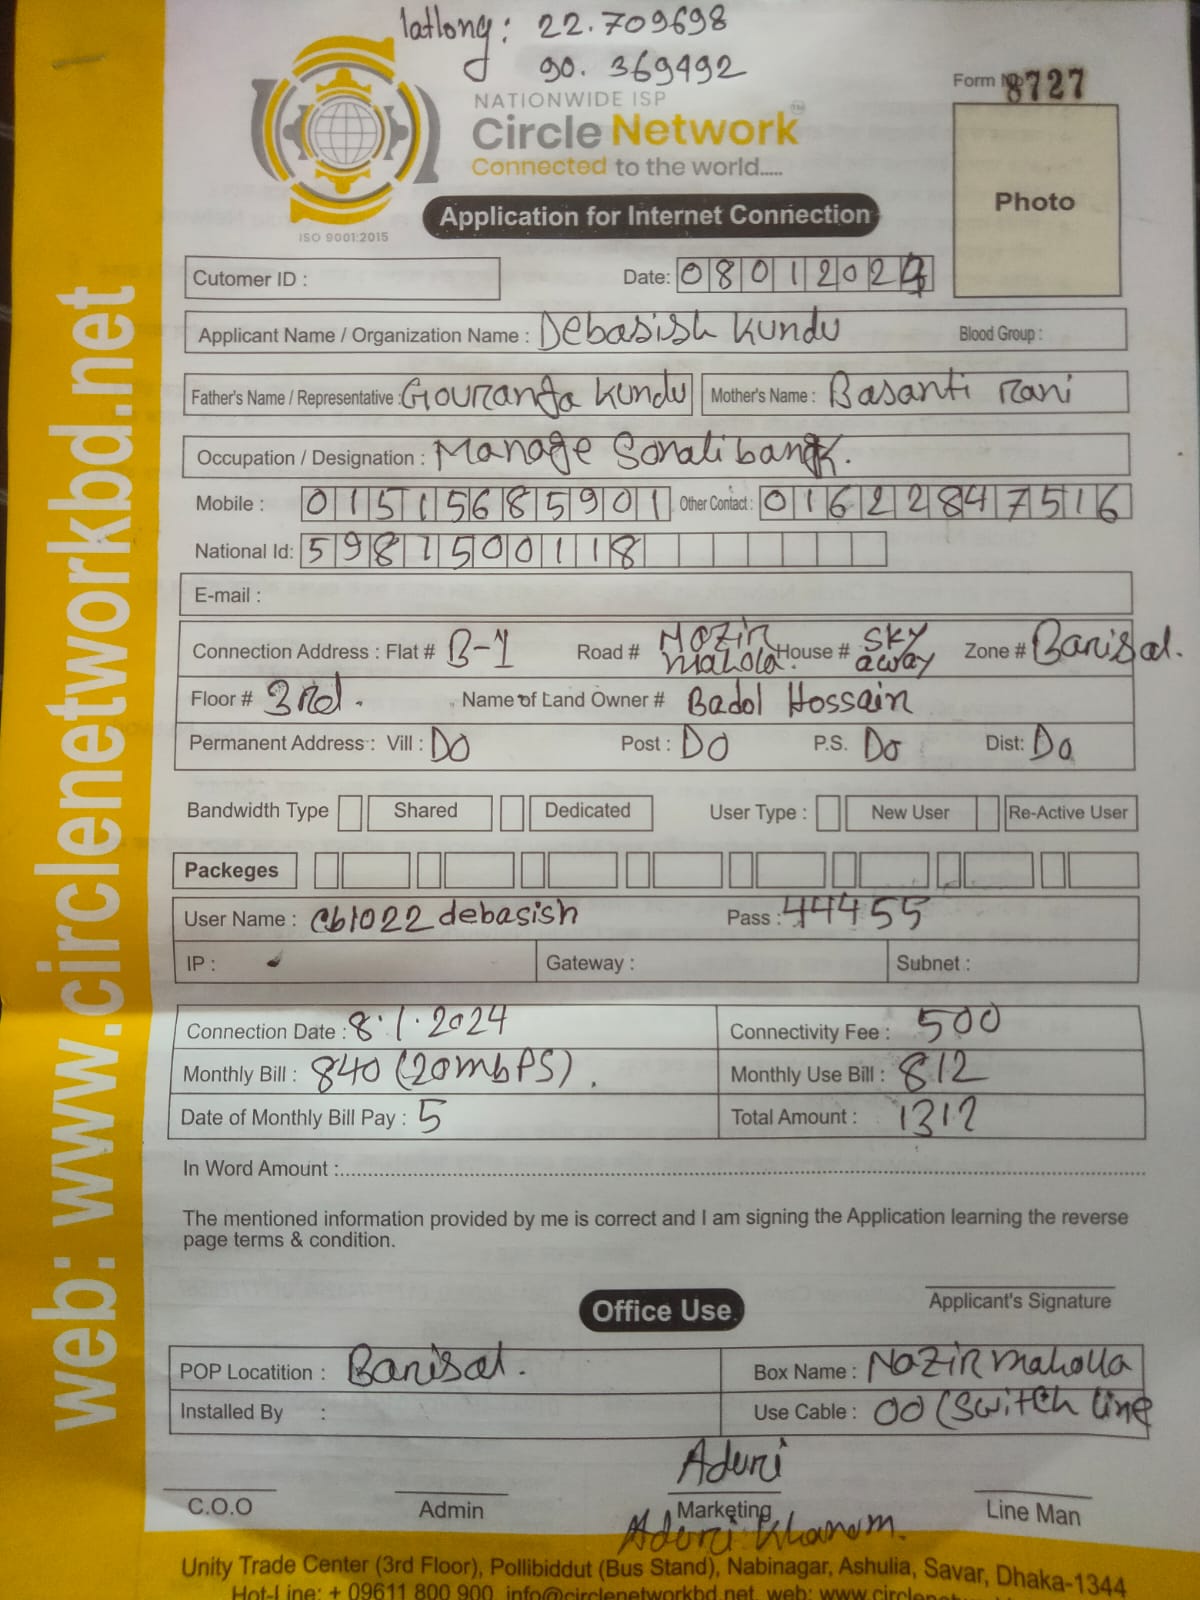 latlong: 22.709698
90.369492
Form No 8727
NATIONWIDE ISP
Circle Network™
Connected to the world.....
ISO 9001:2015
Photo
Application for Internet Connection
Cutomer ID :
Date: 08012024
Applicant Name / Organization Name : Debasish Kundu Blood Group :
Father's Name / Representative : Gouranga Kundu Mother's Name : Basanti rani
Occupation / Designation : Manage Sonali bank.
Mobile : 01515685901 Other Contact : 01622847516
National Id: 5987500118
E-mail :
Connection Address : Flat # B-1 Road # Nozir mahola. House # SKY away Zone # Barisal.
Floor # 3rd. Name of Land Owner # Badol Hossain
Permanent Address : Vill : Do Post : Do P.S. Do Dist: Do
Bandwidth Type Shared Dedicated User Type : New User Re-Active User
Packeges
User Name : cb1022debasish Pass : 44455
IP : Gateway : Subnet :
Connection Date : 8.1.2024 Connectivity Fee : 500
Monthly Bill : 840 (20mbPS). Monthly Use Bill : 812
Date of Monthly Bill Pay : 5 Total Amount : 1312
In Word Amount :
The mentioned information provided by me is correct and I am signing the Application learning the reverse
page terms & condition.
Applicant's Signature
Office Use
POP Locatition : Barisal. Box Name : Nozir maholla
Installed By : Use Cable : 00 (Switch line
Aduri
C.O.O Admin Marketing Line Man
Aduri Khanom.
Unity Trade Center (3rd Floor), Pollibiddut (Bus Stand), Nabinagar, Ashulia, Savar, Dhaka-1344
Hot-Line: + 09611 800 900, info@circlenetworkbd.net, web: www.circlene
web: www.circlenetworkbd.net